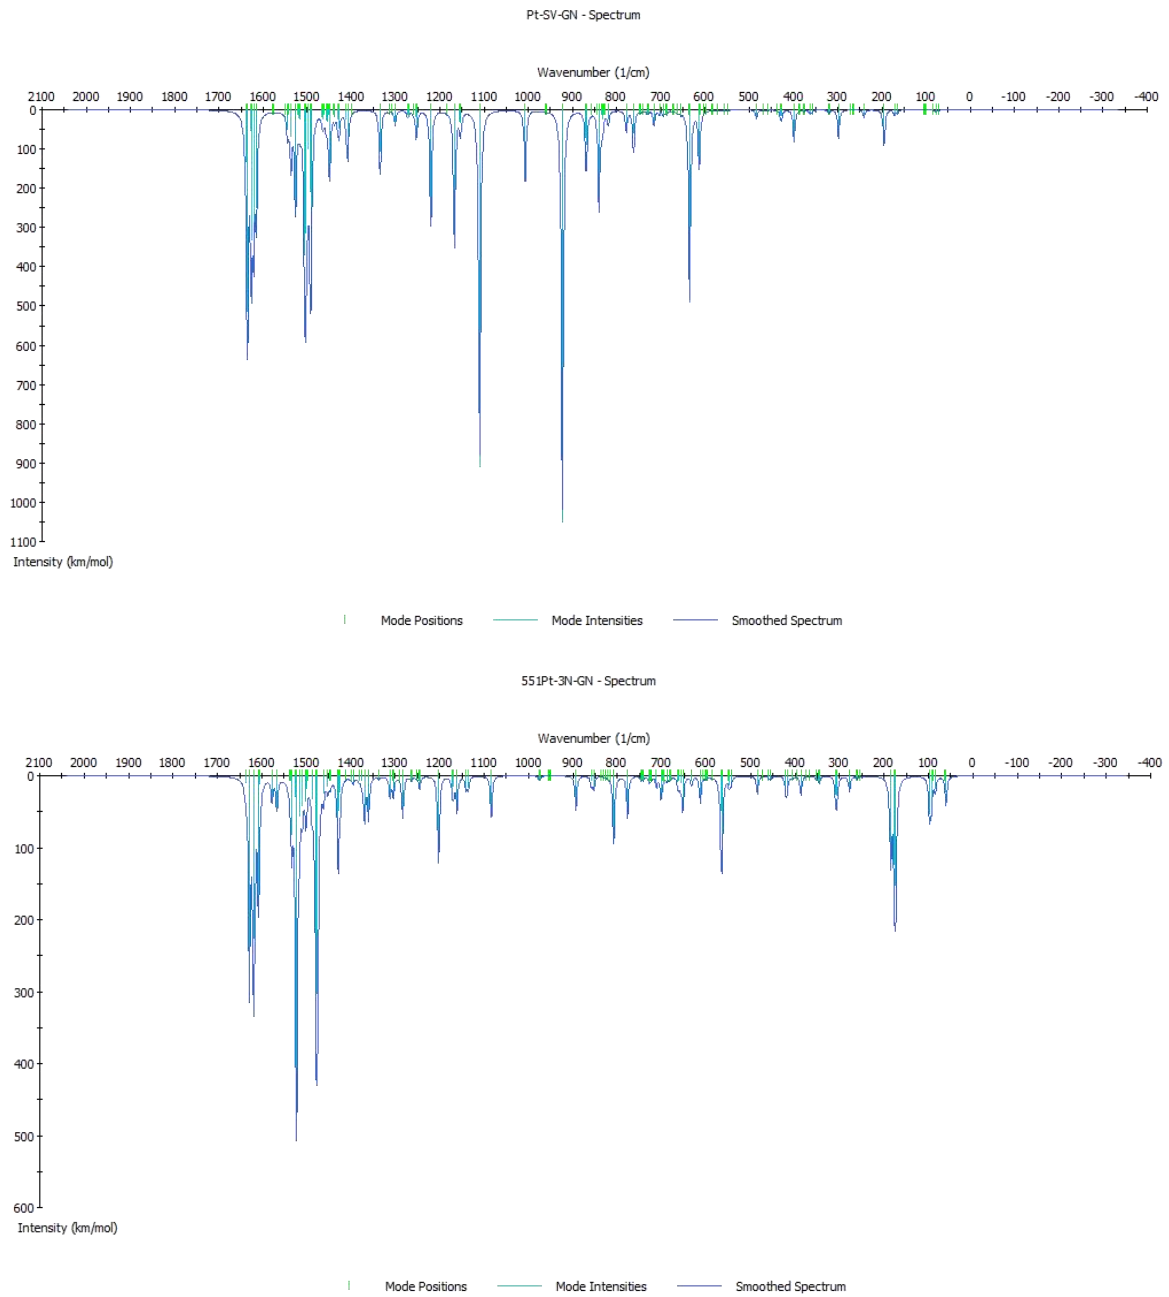 Pt-SV-GN - Spectrum
Wavenumber (1/cm)
2100 2000 1900 1800 1700 1600 1500 1400 1300 1200 1100 1000 900 800 700 600 500 400 300 200 100 0 -100 -200 -300 -400
0
100
200
300
400
500
600
700
800
900
1000
1100
Intensity (km/mol)
Mode Positions Mode Intensities Smoothed Spectrum
551Pt-3N-GN - Spectrum
Wavenumber (1/cm)
2100 2000 1900 1800 1700 1600 1500 1400 1300 1200 1100 1000 900 800 700 600 500 400 300 200 100 0 -100 -200 -300 -400
0
100
200
300
400
500
600
Intensity (km/mol)
Mode Positions Mode Intensities Smoothed Spectrum